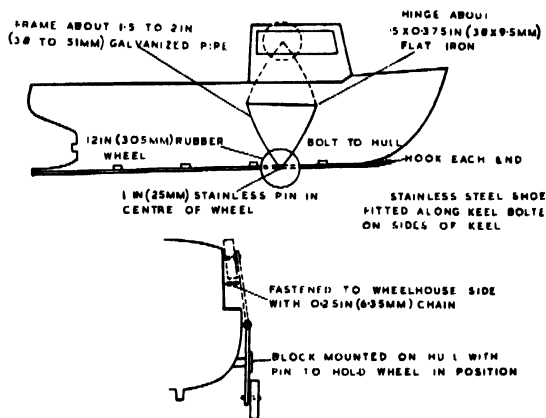 FRAME ABOUT 1·5 TO 2IN
(38 TO 51MM) GALVANIZED PIPE
HINGE ABOUT
·5 X0·375IN (38X9·5MM)
FLAT IRON
12IN (305MM) RUBBER
WHEEL
BOLT TO HULL
HOOK EACH END
1 IN (25MM) STAINLESS PIN IN
CENTRE OF WHEEL
STAINLESS STEEL SHOE
FITTED ALONG KEEL BOLTE
ON SIDES OF KEEL
FASTENED TO WHEELHOUSE SIDE
WITH 0·25IN (6·35MM) CHAIN
BLOCK MOUNTED ON HULL WITH
PIN TO HOLD WHEEL IN POSITION